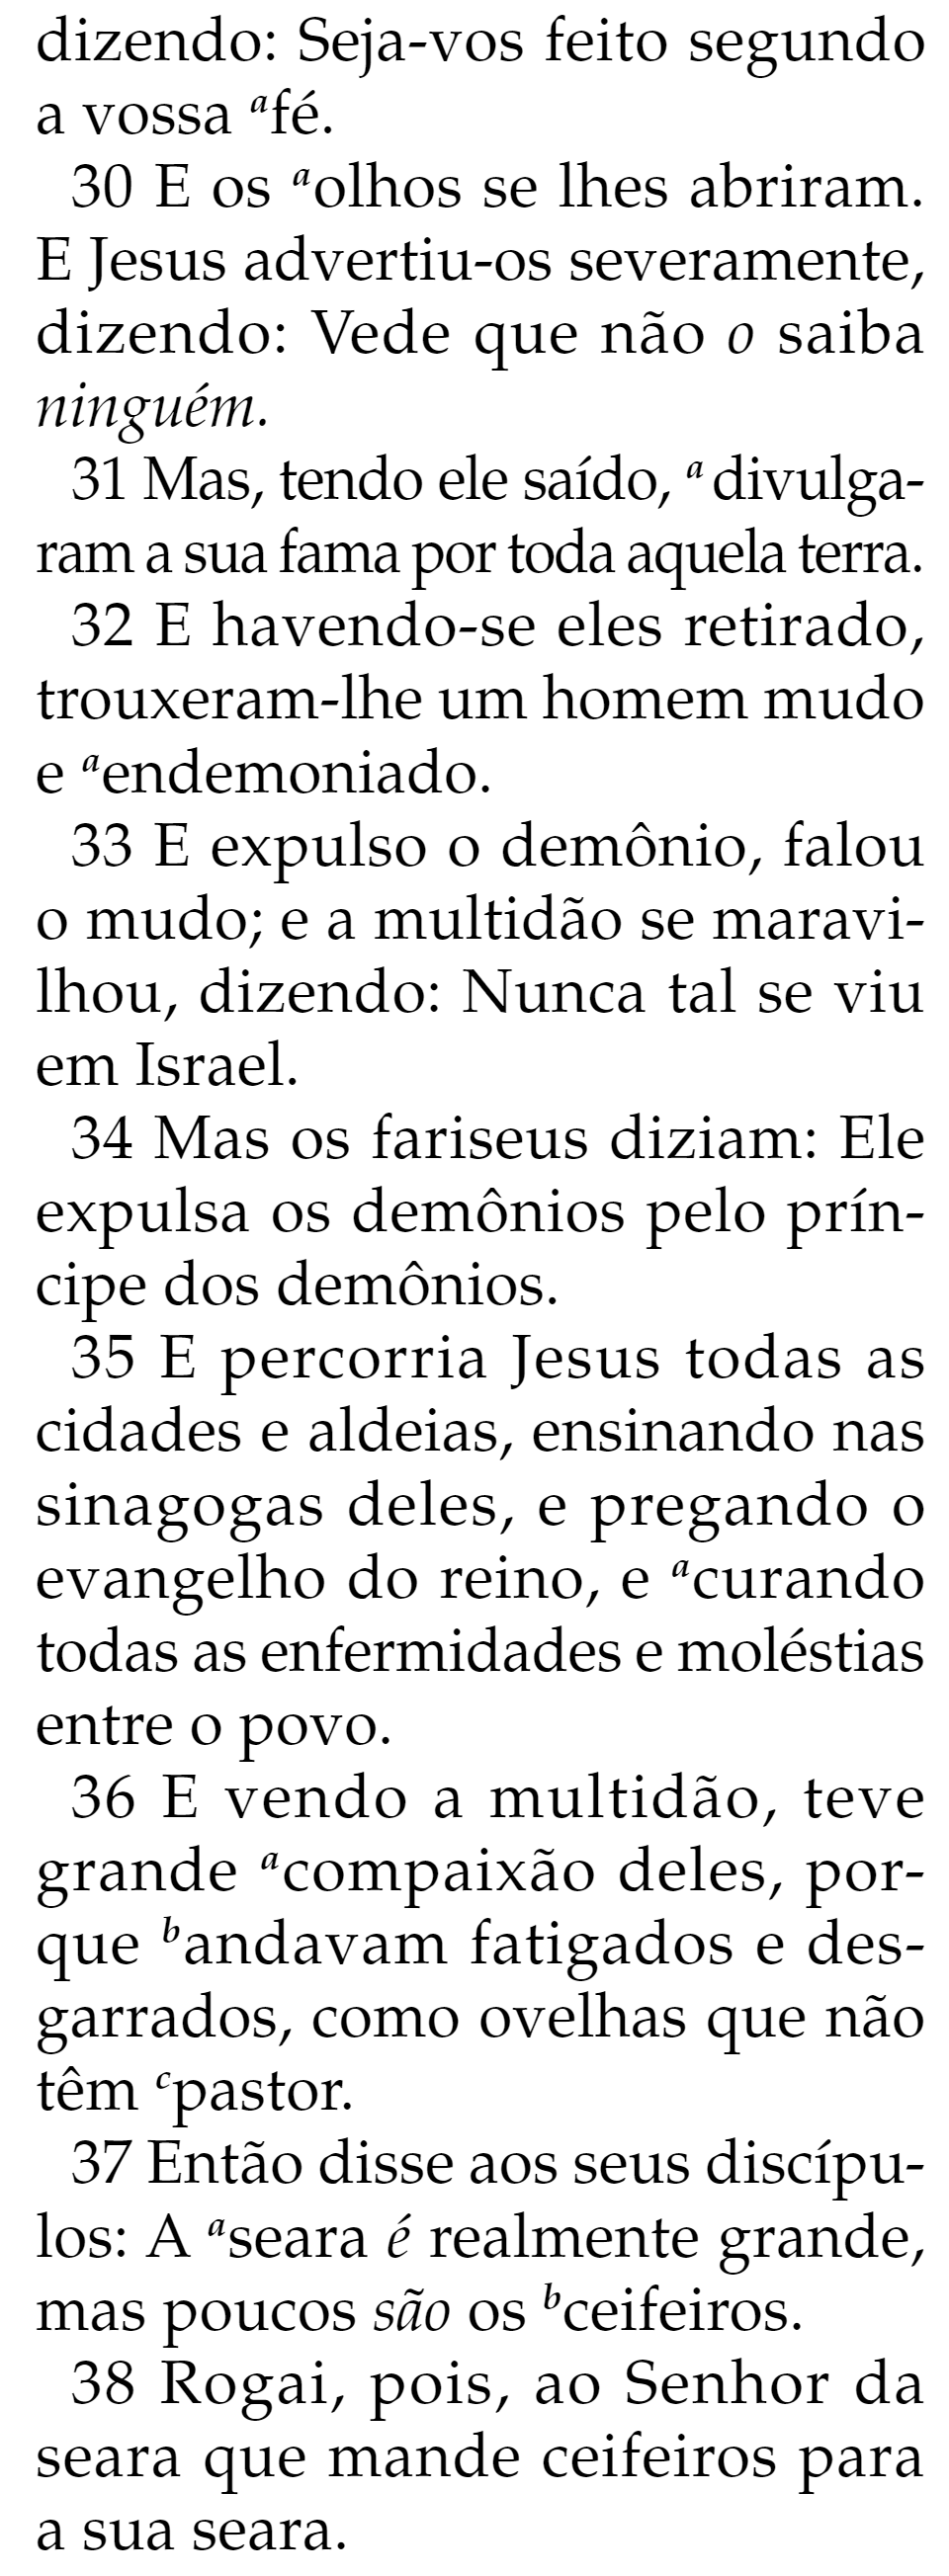 dizendo: Seja-vos feito segundo
a vossa ᵃfé.
30 E os ᵃolhos se lhes abriram.
E Jesus advertiu-os severamente,
dizendo: Vede que não o saiba
ninguém.
31 Mas, tendo ele saído, ᵃdivulga-
ram a sua fama por toda aquela terra.
32 E havendo-se eles retirado,
trouxeram-lhe um homem mudo
e ᵃendemoniado.
33 E expulso o demônio, falou
o mudo; e a multidão se maravi-
lhou, dizendo: Nunca tal se viu
em Israel.
34 Mas os fariseus diziam: Ele
expulsa os demônios pelo prín-
cipe dos demônios.
35 E percorria Jesus todas as
cidades e aldeias, ensinando nas
sinagogas deles, e pregando o
evangelho do reino, e ᵃcurando
todas as enfermidades e moléstias
entre o povo.
36 E vendo a multidão, teve
grande ᵃcompaixão deles, por-
que ᵇandavam fatigados e des-
garrados, como ovelhas que não
têm ᶜpastor.
37 Então disse aos seus discípu-
los: A ᵃseara é realmente grande,
mas poucos são os ᵇceifeiros.
38 Rogai, pois, ao Senhor da
seara que mande ceifeiros para
a sua seara.